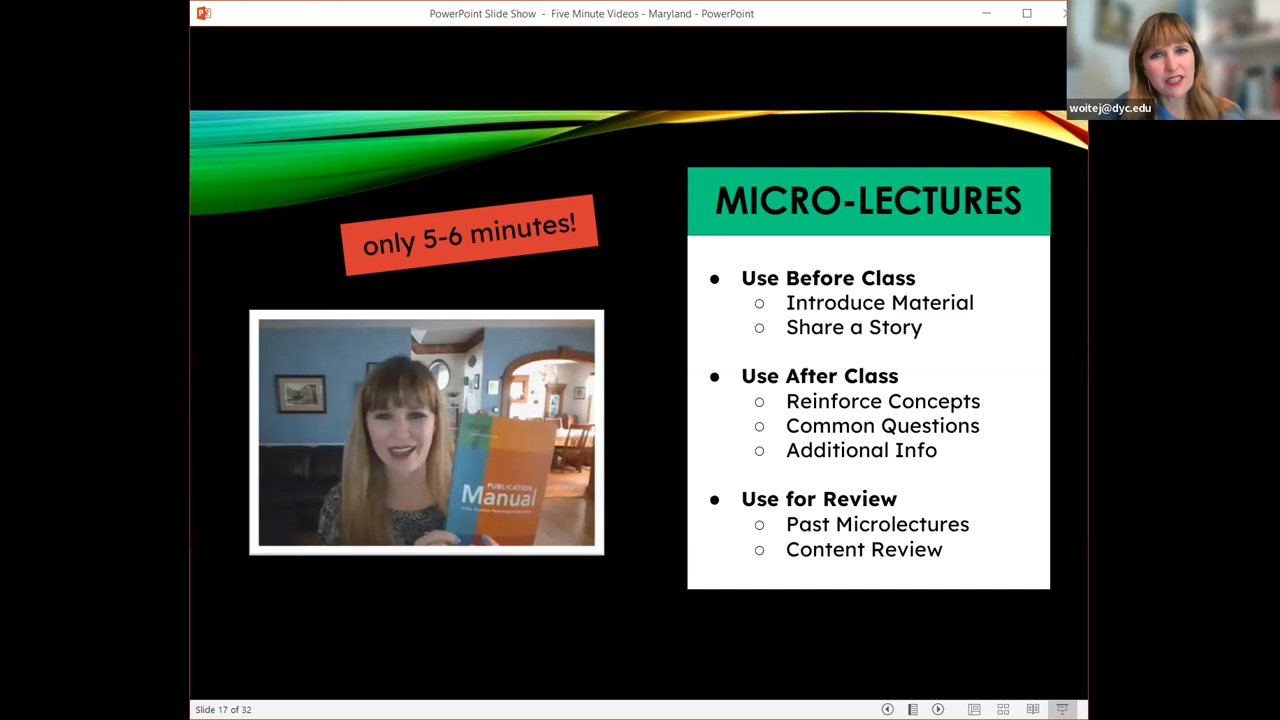 PowerPoint Slide Show - Five Minute Videos - Maryland - PowerPoint
woitej@dyc.edu
only 5-6 minutes!
MICRO-LECTURES
● Use Before Class
○ Introduce Material
○ Share a Story
● Use After Class
○ Reinforce Concepts
○ Common Questions
○ Additional Info
● Use for Review
○ Past Microlectures
○ Content Review
PUBLICATION
Manual
Slide 17 of 32